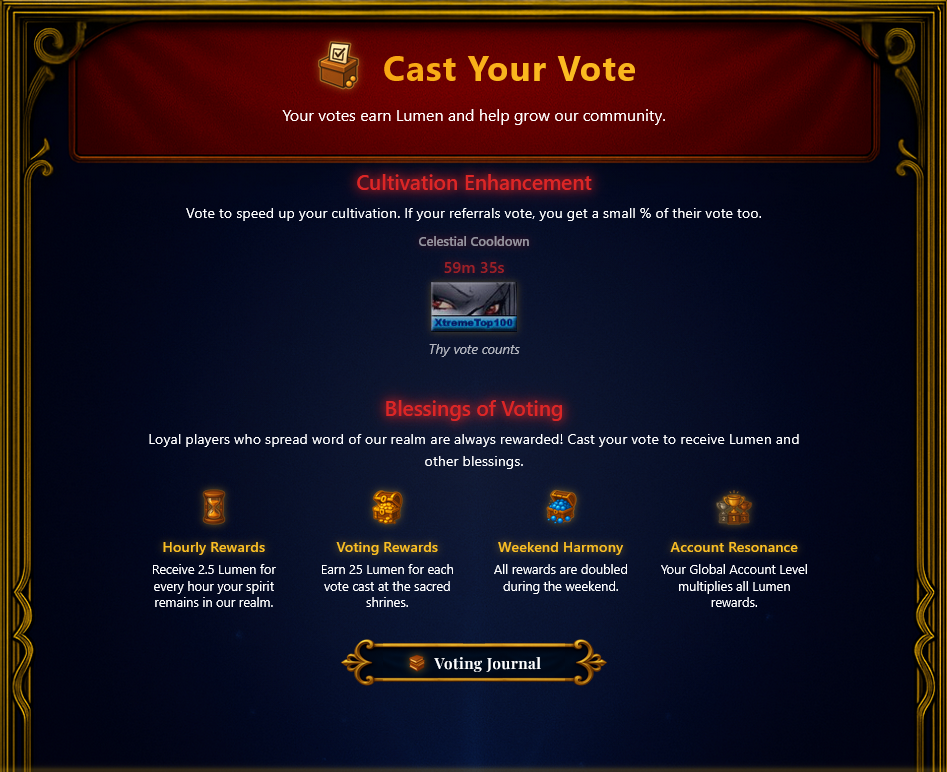 Cast Your Vote
Your votes earn Lumen and help grow our community.
Cultivation Enhancement
Vote to speed up your cultivation. If your referrals vote, you get a small % of their vote too.
Celestial Cooldown
59m 35s
XtremeTop100
Thy vote counts
Blessings of Voting
Loyal players who spread word of our realm are always rewarded! Cast your vote to receive Lumen and
other blessings.
Hourly Rewards
Receive 2.5 Lumen for
every hour your spirit
remains in our realm.
Voting Rewards
Earn 25 Lumen for each
vote cast at the sacred
shrines.
Weekend Harmony
All rewards are doubled
during the weekend.
Account Resonance
Your Global Account Level
multiplies all Lumen
rewards.
Voting Journal